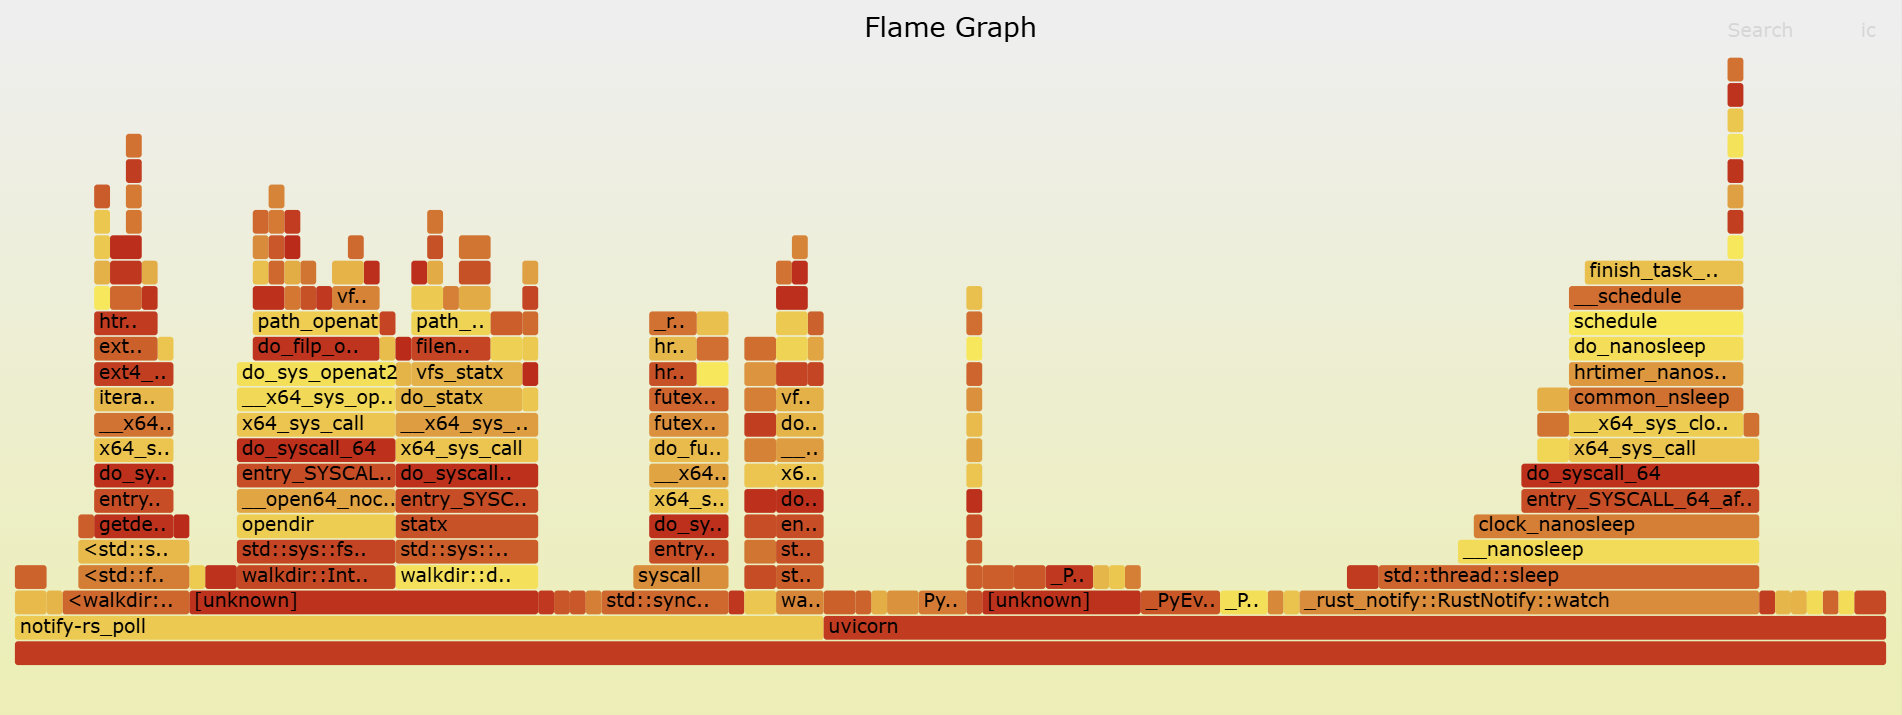 Flame Graph
Search ic
finish_task_..
vf.. __schedule
htr.. path_openat path_.. _r.. schedule
ext.. do_filp_o.. filen.. hr.. do_nanosleep
ext4_.. do_sys_openat2 vfs_statx hr.. hrtimer_nanos..
itera.. __x64_sys_op.. do_statx futex.. vf.. common_nsleep
__x64.. x64_sys_call __x64_sys_.. futex.. do.. __x64_sys_clo..
x64_s.. do_syscall_64 x64_sys_call do_fu.. __.. x64_sys_call
do_sy.. entry_SYSCAL.. do_syscall.. __x64.. x6.. do_syscall_64
entry.. __open64_noc.. entry_SYSC.. x64_s.. do.. entry_SYSCALL_64_af..
getde.. opendir statx do_sy.. en.. clock_nanosleep
<std::s.. std::sys::fs.. std::sys::.. entry.. st.. __nanosleep
<std::f.. walkdir::Int.. walkdir::d.. syscall st.. _P.. std::thread::sleep
<walkdir:.. [unknown] std::sync.. wa.. Py.. [unknown] _PyEv.. _P.. _rust_notify::RustNotify::watch
notify-rs_poll uvicorn